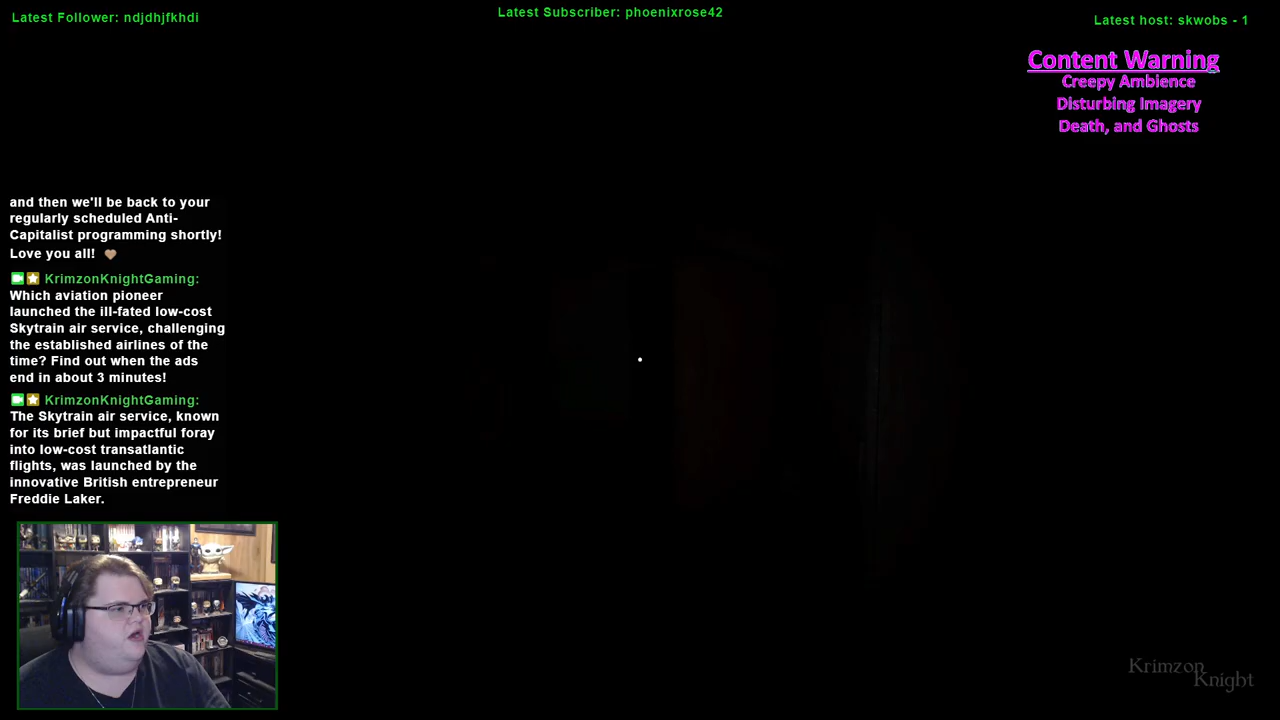 Latest Follower: ndjdhjfkhdi
Latest Subscriber: phoenixrose42
Latest host: skwobs - 1
Content Warning
Creepy Ambience
Disturbing Imagery
Death, and Ghosts
and then we'll be back to your
regularly scheduled Anti-
Capitalist programming shortly!
Love you all!
KrimzonKnightGaming:
Which aviation pioneer
launched the ill-fated low-cost
Skytrain air service, challenging
the established airlines of the
time? Find out when the ads
end in about 3 minutes!
KrimzonKnightGaming:
The Skytrain air service, known
for its brief but impactful foray
into low-cost transatlantic
flights, was launched by the
innovative British entrepreneur
Freddie Laker.
Krimzon
Knight